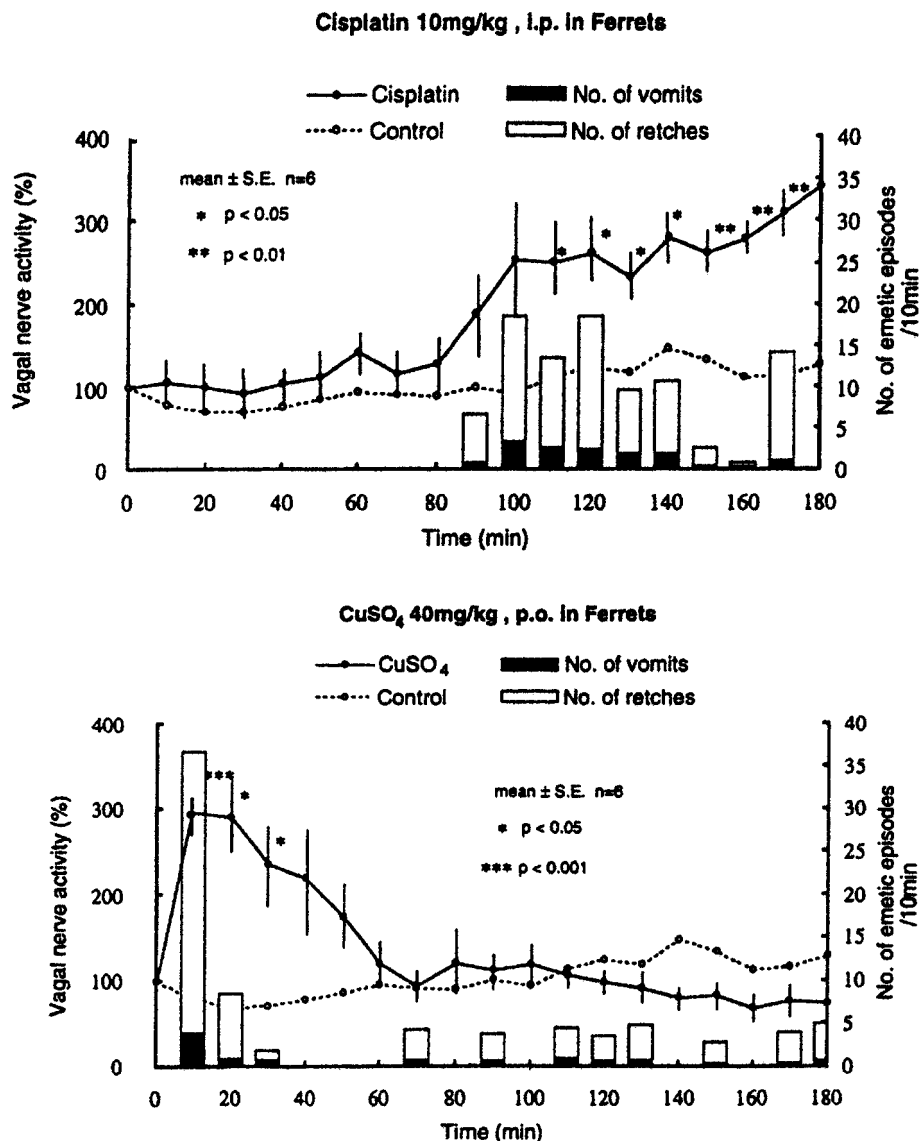 Cisplatin 10mg/kg , i.p. in Ferrets
Cisplatin No. of vomits
Control No. of retches
mean ± S.E. n=6
* p < 0.05
** p < 0.01
Vagal nerve activity (%)
400
300
200
100
0
* * * * ** ** **
No. of emetic episodes
/10min
40
35
30
25
20
15
10
5
0
0 20 40 60 80 100 120 140 160 180
Time (min)
CuSO4 40mg/kg , p.o. in Ferrets
CuSO4 No. of vomits
Control No. of retches
mean ± S.E. n=6
* p < 0.05
*** p < 0.001
Vagal nerve activity (%)
400
300
200
100
0
*** * *
No. of emetic episodes
/10min
40
35
30
25
20
15
10
5
0
0 20 40 60 80 100 120 140 160 180
Time (min)